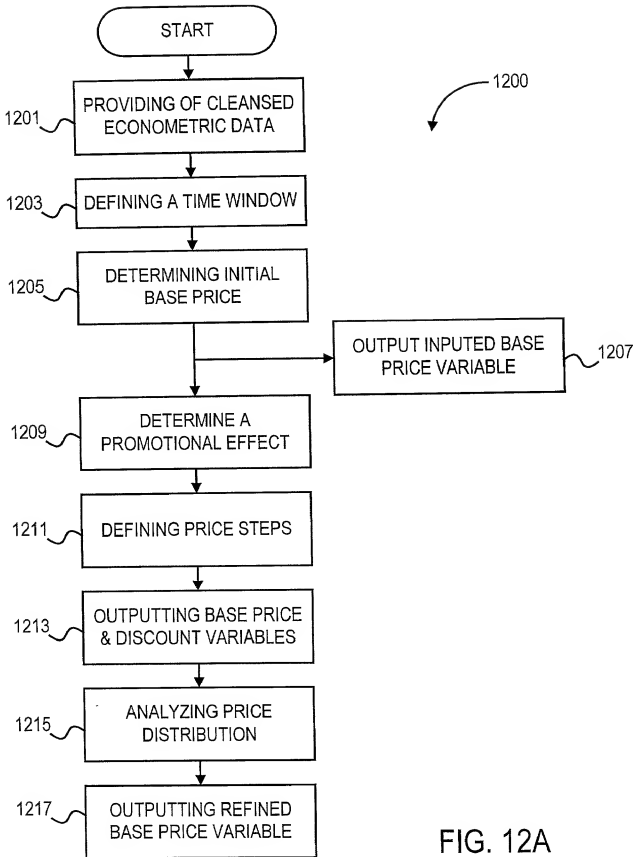 START
1200
1201
PROVIDING OF CLEANSED
ECONOMETRIC DATA
1203
DEFINING A TIME WINDOW
1205
DETERMINING INITIAL
BASE PRICE
OUTPUT INPUTED BASE
PRICE VARIABLE
1207
1209
DETERMINE A
PROMOTIONAL EFFECT
1211
DEFINING PRICE STEPS
1213
OUTPUTTING BASE PRICE
& DISCOUNT VARIABLES
1215
ANALYZING PRICE
DISTRIBUTION
1217
OUTPUTTING REFINED
BASE PRICE VARIABLE
FIG. 12A